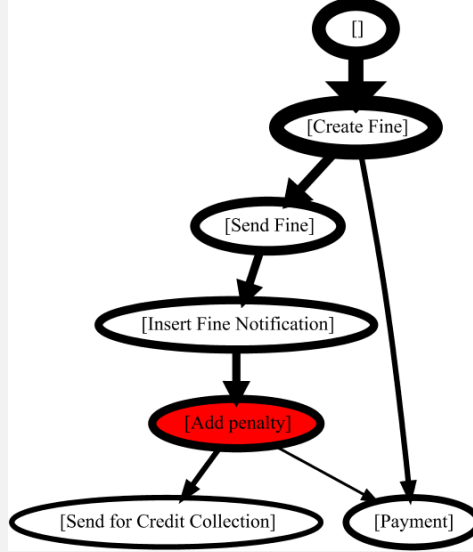 []
[Create Fine]
[Send Fine]
[Insert Fine Notification]
[Add penalty]
[Send for Credit Collection]
[Payment]